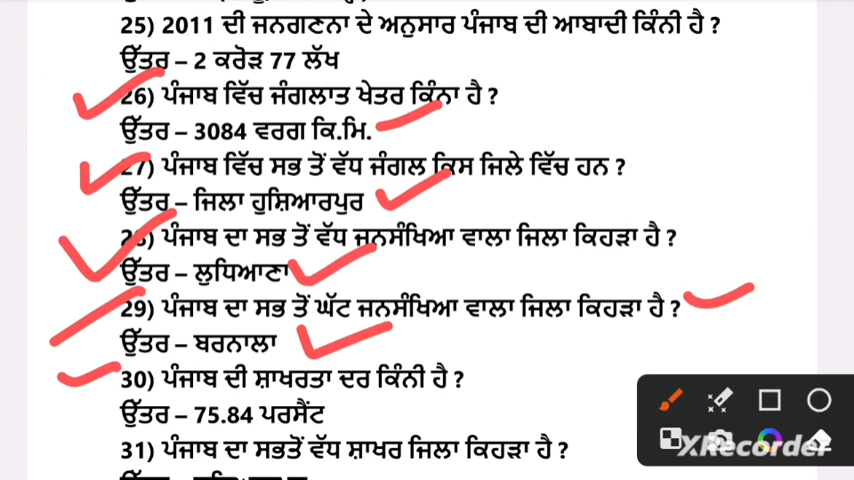 25) 2011 ਦੀ ਜਨਗਣਨਾ ਦੇ ਅਨੁਸਾਰ ਪੰਜਾਬ ਦੀ ਆਬਾਦੀ ਕਿੰਨੀ ਹੈ ?
ਉੱਤਰ – 2 ਕਰੋੜ 77 ਲੱਖ
26) ਪੰਜਾਬ ਵਿੱਚ ਜੰਗਲਾਤ ਖੇਤਰ ਕਿੰਨਾ ਹੈ ?
ਉੱਤਰ – 3084 ਵਰਗ ਕਿ.ਮਿ.
27) ਪੰਜਾਬ ਵਿੱਚ ਸਭ ਤੋਂ ਵੱਧ ਜੰਗਲ ਕਿਸ ਜਿਲੇ ਵਿੱਚ ਹਨ ?
ਉੱਤਰ – ਜਿਲਾ ਹੁਸ਼ਿਆਰਪੁਰ
28) ਪੰਜਾਬ ਦਾ ਸਭ ਤੋਂ ਵੱਧ ਜਨਸੰਖਿਆ ਵਾਲਾ ਜਿਲਾ ਕਿਹੜਾ ਹੈ ?
ਉੱਤਰ – ਲੁਧਿਆਣਾ
29) ਪੰਜਾਬ ਦਾ ਸਭ ਤੋਂ ਘੱਟ ਜਨਸੰਖਿਆ ਵਾਲਾ ਜਿਲਾ ਕਿਹੜਾ ਹੈ ?
ਉੱਤਰ – ਬਰਨਾਲਾ
30) ਪੰਜਾਬ ਦੀ ਸ਼ਾਖਰਤਾ ਦਰ ਕਿੰਨੀ ਹੈ ?
ਉੱਤਰ – 75.84 ਪਰਸੈਂਟ
31) ਪੰਜਾਬ ਦਾ ਸਭਤੋਂ ਵੱਧ ਸ਼ਾਖਰ ਜਿਲਾ ਕਿਹੜਾ ਹੈ ?
XRecorder